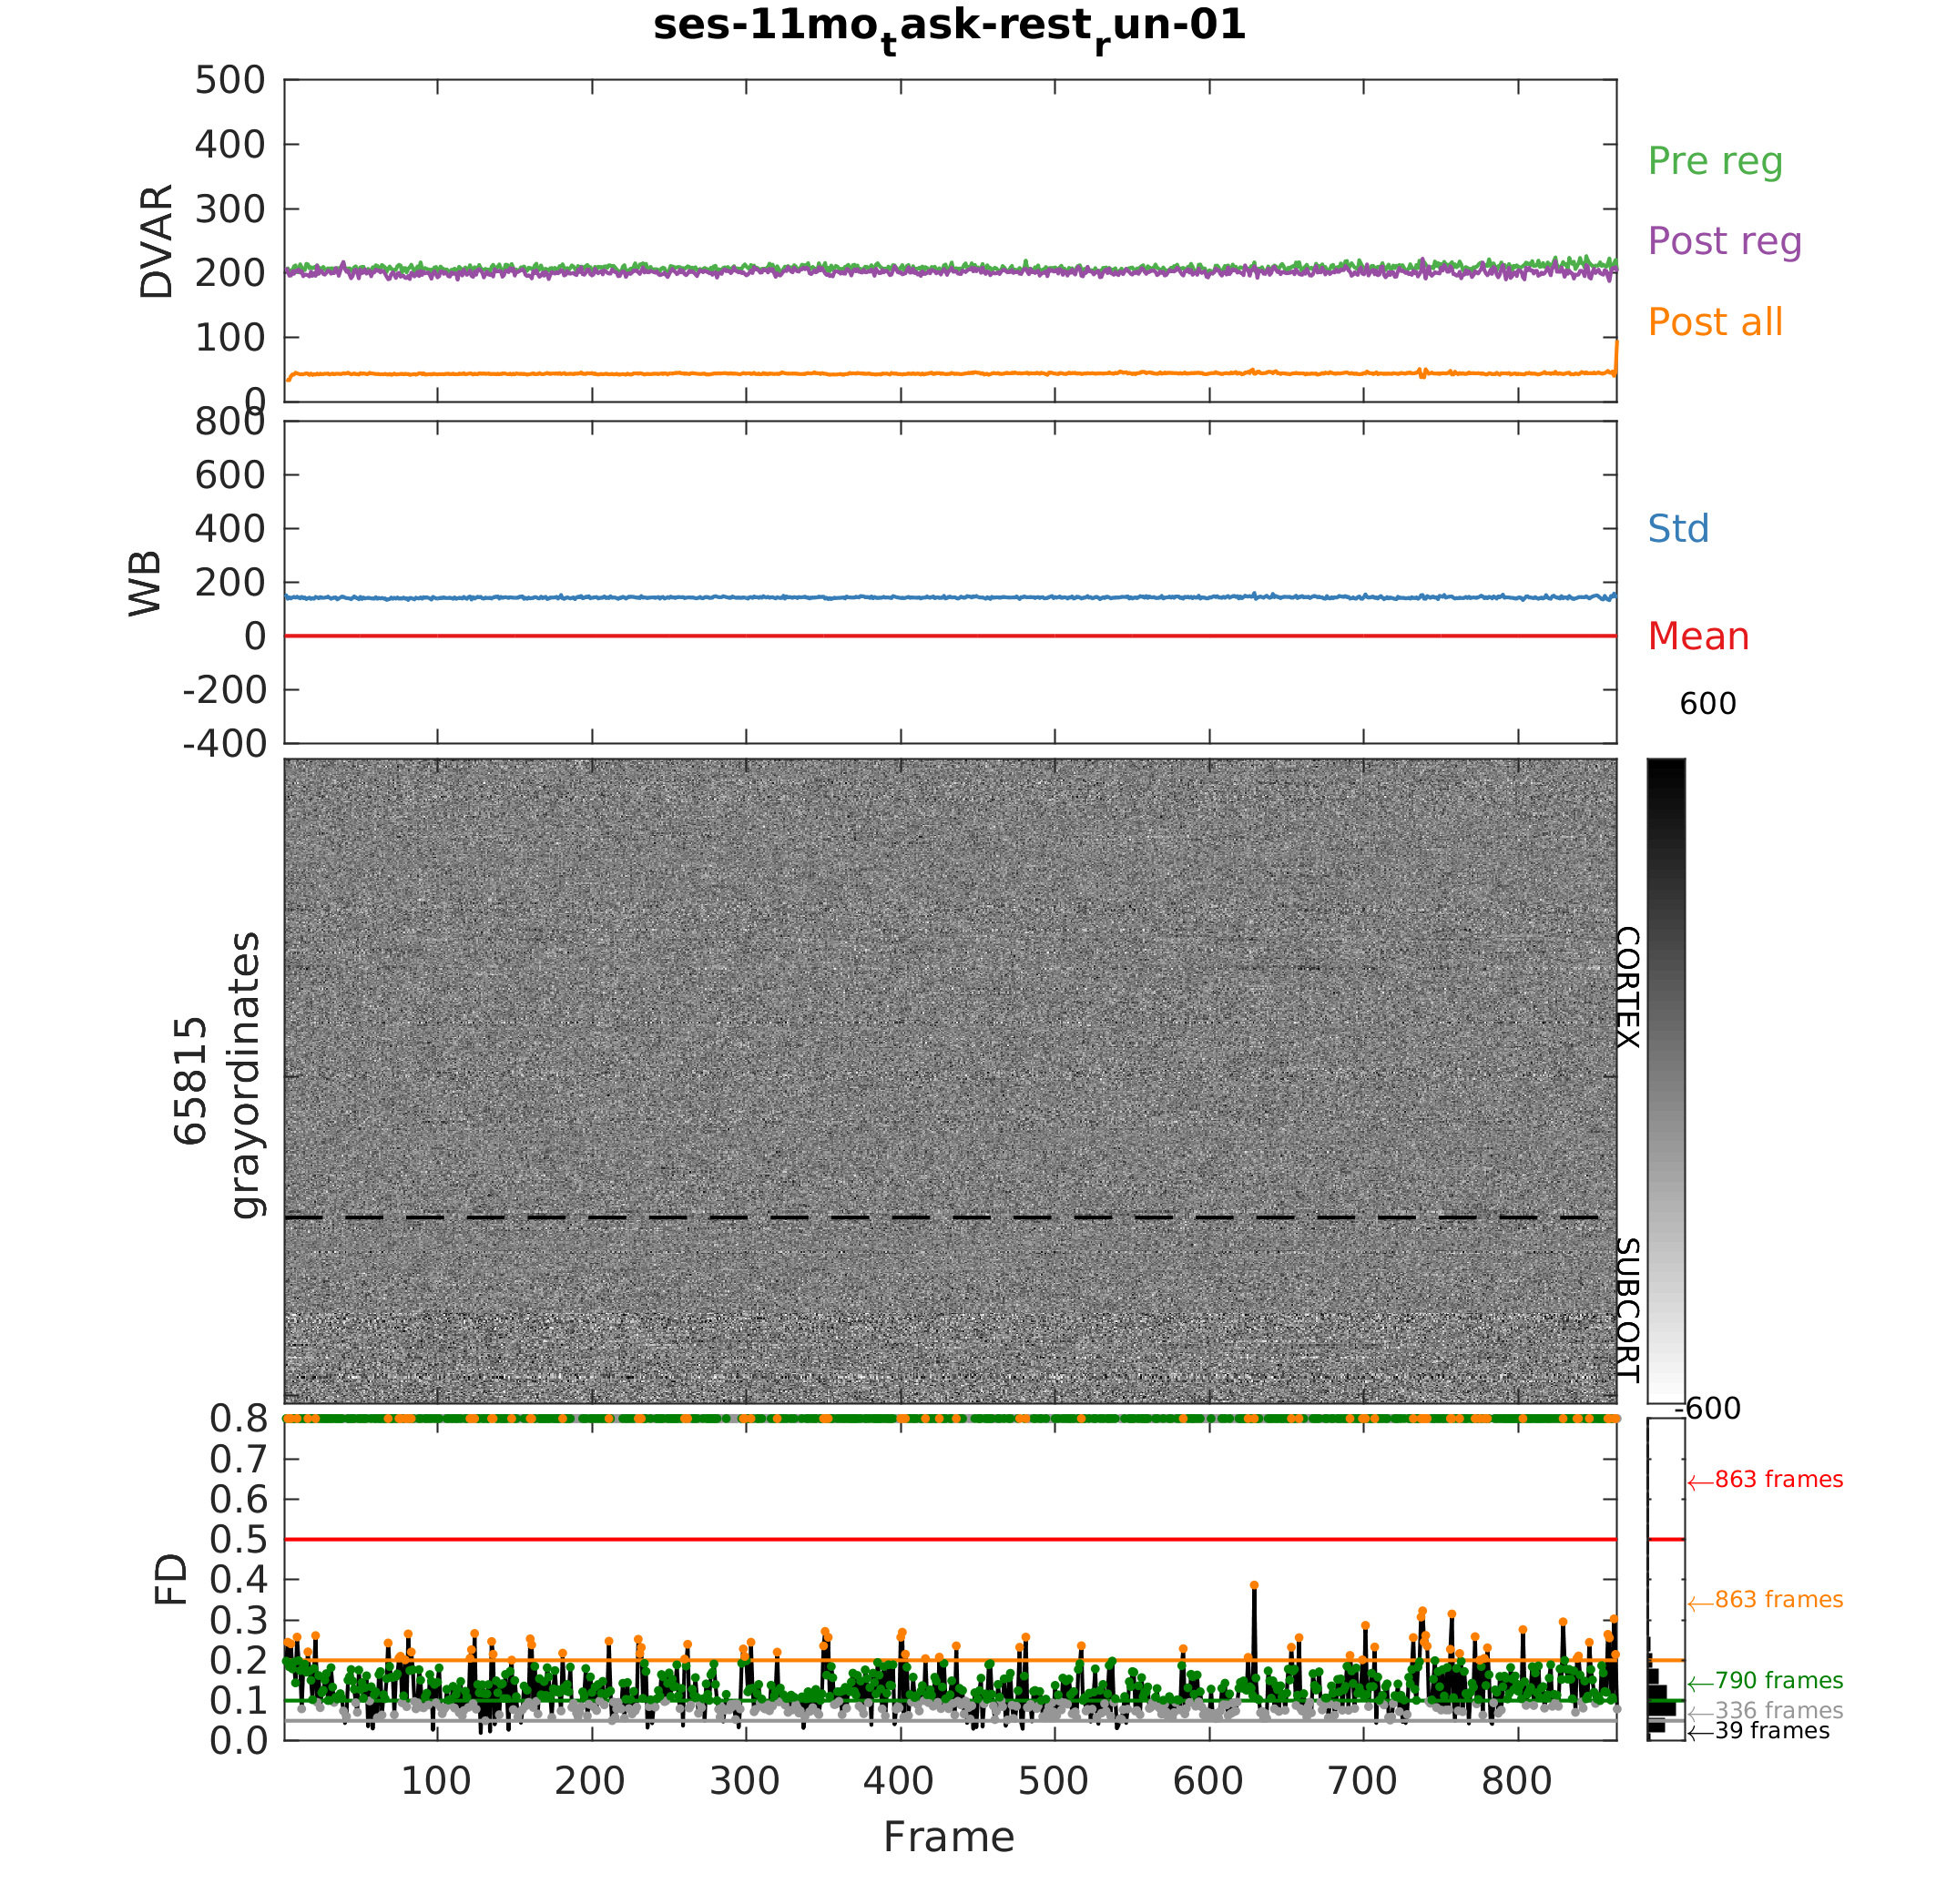 ses-11mo_task-rest_run-01
500
400
300
200
100
0
DVAR
Pre reg
Post reg
Post all
800
600
400
200
0
-200
-400
WB
Std
Mean
600
65815
grayordinates
CORTEX
SUBCORT
-600
0.8
0.7
0.6
0.5
0.4
0.3
0.2
0.1
0.0
FD
←863 frames
←863 frames
←790 frames
←336 frames
←39 frames
100 200 300 400 500 600 700 800
Frame